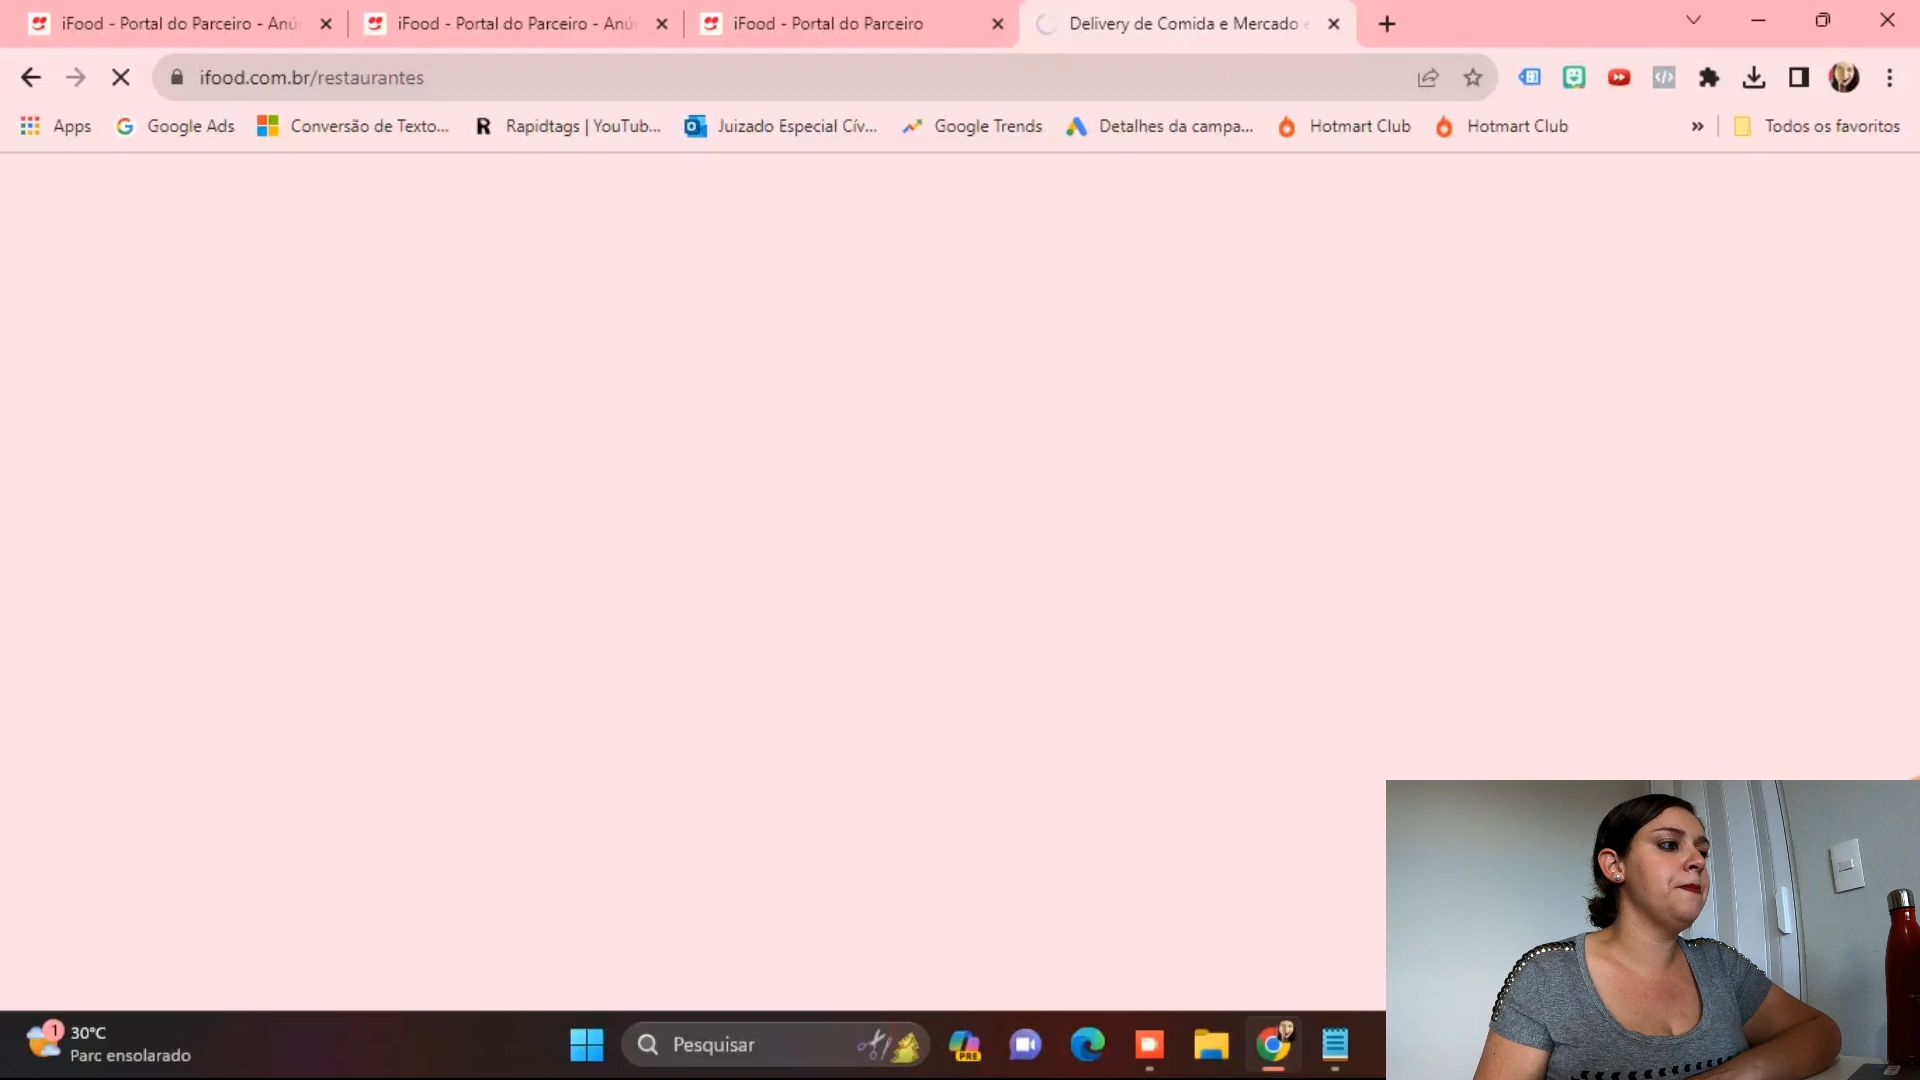 iFood - Portal do Parceiro - Anú
iFood - Portal do Parceiro - Anú
iFood - Portal do Parceiro
Delivery de Comida e Mercado e
ifood.com.br/restaurantes
Apps
Google Ads
Conversão de Texto...
Rapidtags | YouTub...
Juizado Especial Cív...
Google Trends
Detalhes da campa...
Hotmart Club
Hotmart Club
»
Todos os favoritos
1
30°C
Parc ensolarado
Pesquisar
PRE